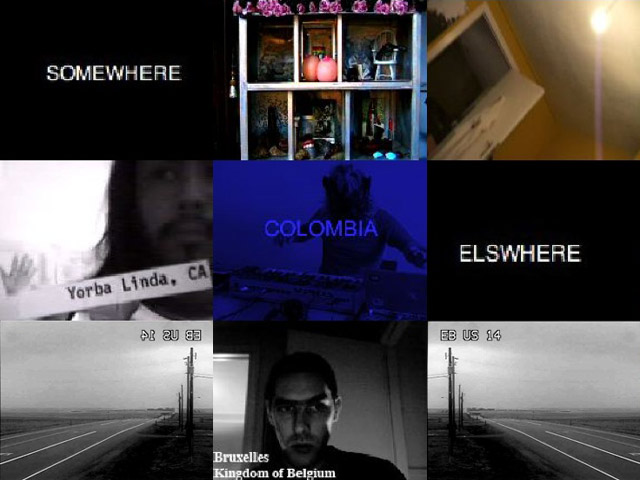 SOMEWHERE
Yorba Linda, CA
COLOMBIA
ELSWHERE
EB US 14
EB US 14
Bruxelles
Kingdom of Belgium